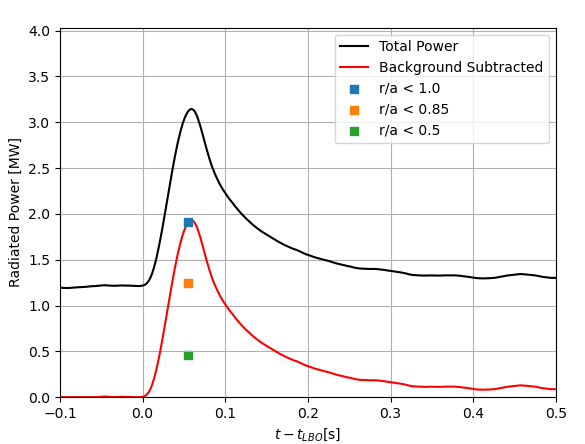 4.0
3.5
3.0
2.5
2.0
1.5
1.0
0.5
0.0
Radiated Power [MW]
Total Power
Background Subtracted
r/a < 1.0
r/a < 0.85
r/a < 0.5
−0.1 0.0 0.1 0.2 0.3 0.4 0.5
t − t_{LBO}[s]